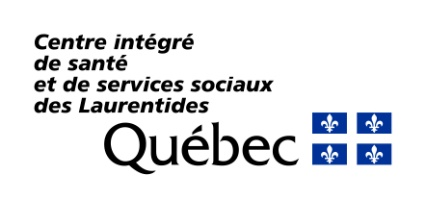 Centre intégré
de santé
et de services sociaux
des Laurentides
Québec